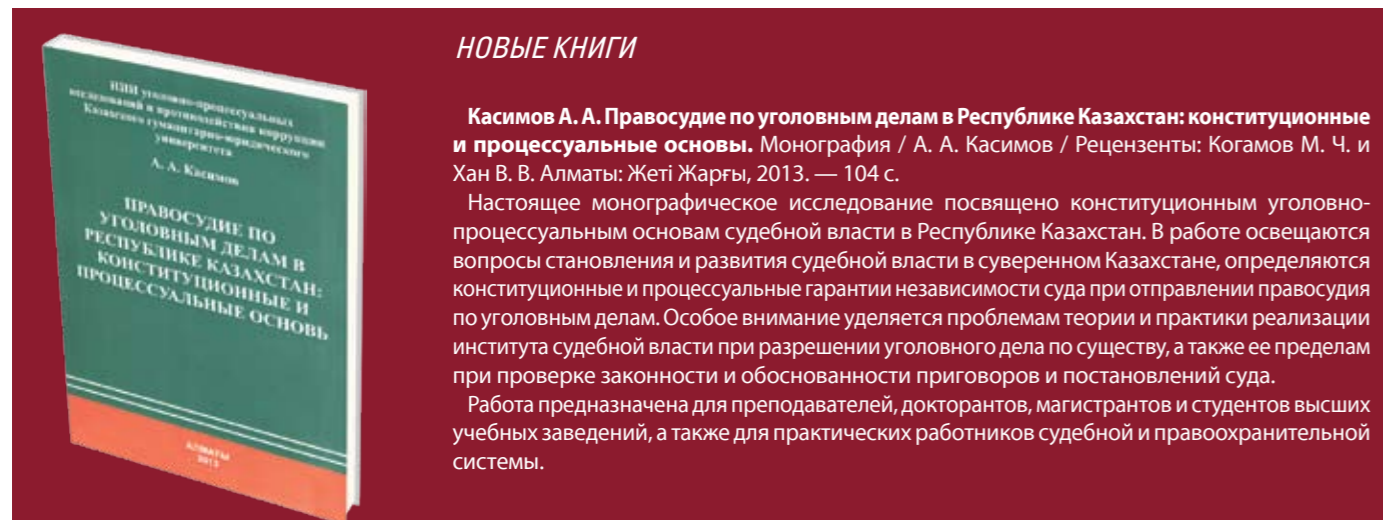 НОВЫЕ КНИГИ
Касимов А. А. Правосудие по уголовным делам в Республике Казахстан: конституционные
и процессуальные основы. Монография / А. А. Касимов / Рецензенты: Когамов М. Ч. и
Хан В. В. Алматы: Жеті Жарғы, 2013. — 104 с.
Настоящее монографическое исследование посвящено конституционным уголовно-
процессуальным основам судебной власти в Республике Казахстан. В работе освещаются
вопросы становления и развития судебной власти в суверенном Казахстане, определяются
конституционные и процессуальные гарантии независимости суда при отправлении правосудия
по уголовным делам. Особое внимание уделяется проблемам теории и практики реализации
института судебной власти при разрешении уголовного дела по существу, а также ее пределам
при проверке законности и обоснованности приговоров и постановлений суда.
Работа предназначена для преподавателей, докторантов, магистрантов и студентов высших
учебных заведений, а также для практических работников судебной и правоохранительной
системы.
НИИ уголовно-процессуальных
исследований и противодействия коррупции
Казахского гуманитарно-юридического
университета
А. А. Касимов
ПРАВОСУДИЕ ПО
УГОЛОВНЫМ ДЕЛАМ В
РЕСПУБЛИКЕ КАЗАХСТАН:
КОНСТИТУЦИОННЫЕ И
ПРОЦЕССУАЛЬНЫЕ ОСНОВЫ
АЛМАТЫ
2013